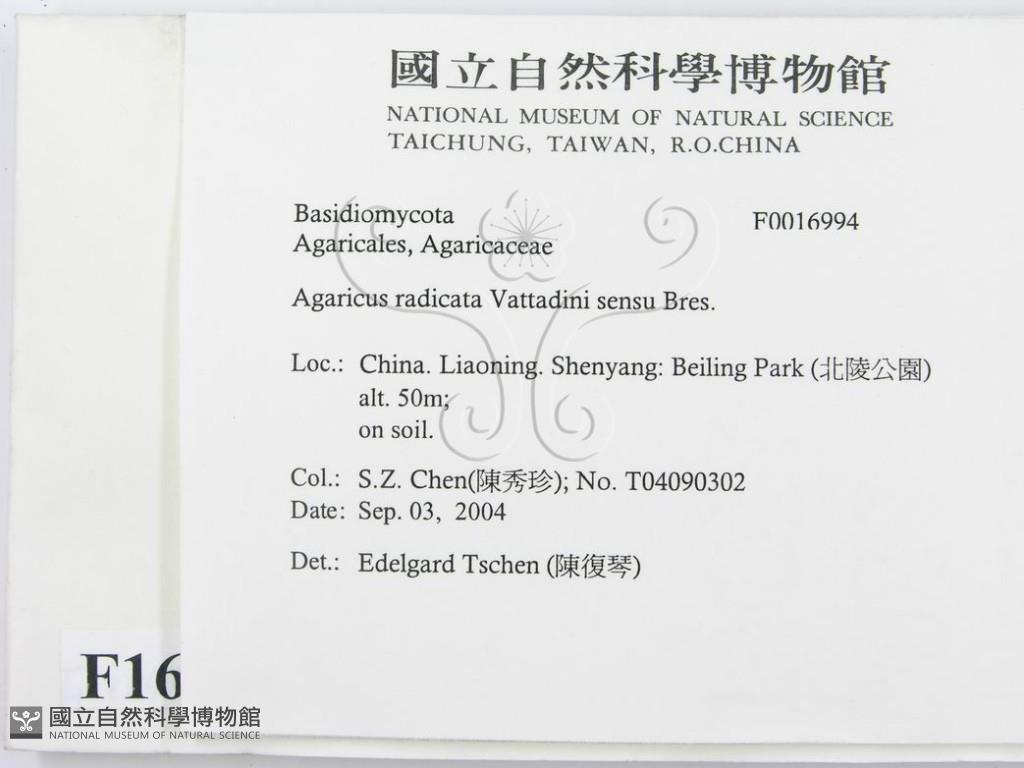 國立自然科學博物館
NATIONAL MUSEUM OF NATURAL SCIENCE
TAICHUNG, TAIWAN, R.O.CHINA
Basidiomycota
F0016994
Agaricales, Agaricaceae
Agaricus radicata Vattadini sensu Bres.
Loc.: China. Liaoning. Shenyang: Beiling Park (北陵公園)
alt. 50m;
on soil.
Col.: S.Z. Chen(陳秀珍); No. T04090302
Date: Sep. 03, 2004
Det.: Edelgard Tschen (陳復琴)
F16
國立自然科學博物館
NATIONAL MUSEUM OF NATURAL SCIENCE